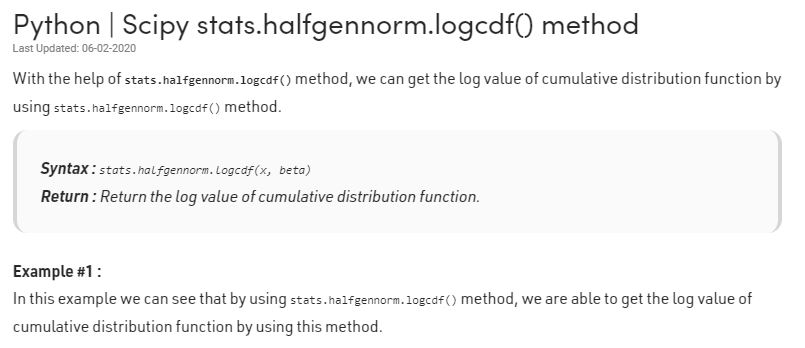 Python | Scipy stats.halfgennorm.logcdf() method
Last Updated: 06-02-2020
With the help of stats.halfgennorm.logcdf() method, we can get the log value of cumulative distribution function by
using stats.halfgennorm.logcdf() method.
Syntax : stats.halfgennorm.logcdf(x, beta)
Return : Return the log value of cumulative distribution function.
Example #1 :
In this example we can see that by using stats.halfgennorm.logcdf() method, we are able to get the log value of
cumulative distribution function by using this method.